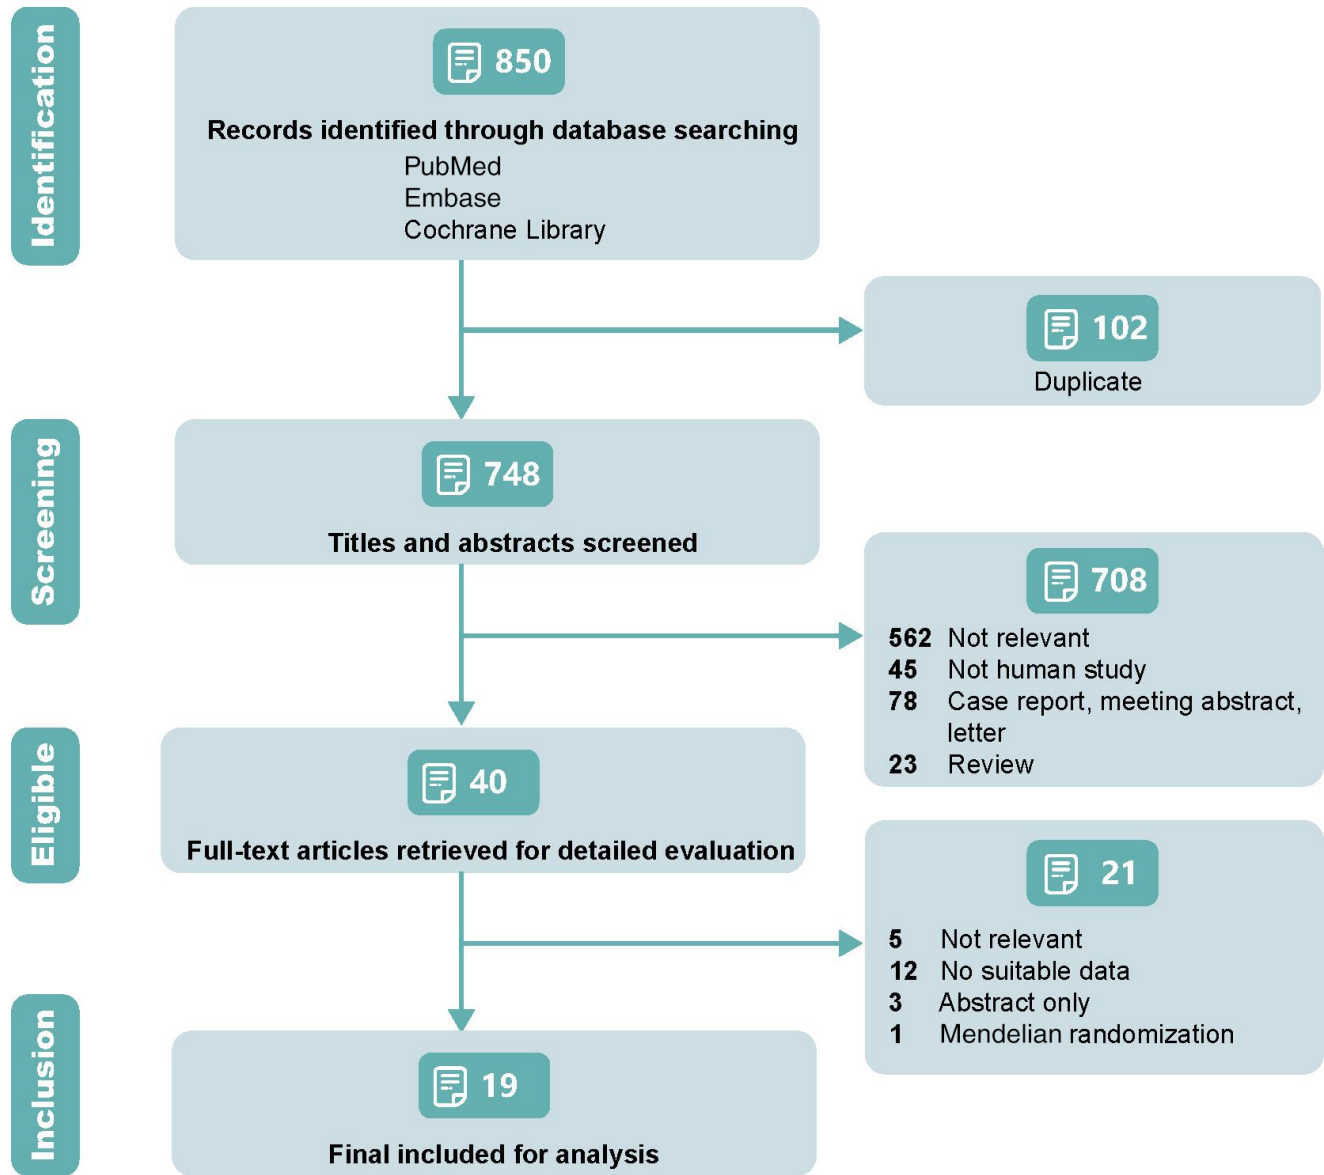 Identification
850
Records identified through database searching
PubMed
Embase
Cochrane Library
102
Duplicate
Screening
748
Titles and abstracts screened
708
562 Not relevant
45 Not human study
78 Case report, meeting abstract,
letter
23 Review
Eligible
40
Full-text articles retrieved for detailed evaluation
21
5 Not relevant
12 No suitable data
3 Abstract only
1 Mendelian randomization
Inclusion
19
Final included for analysis